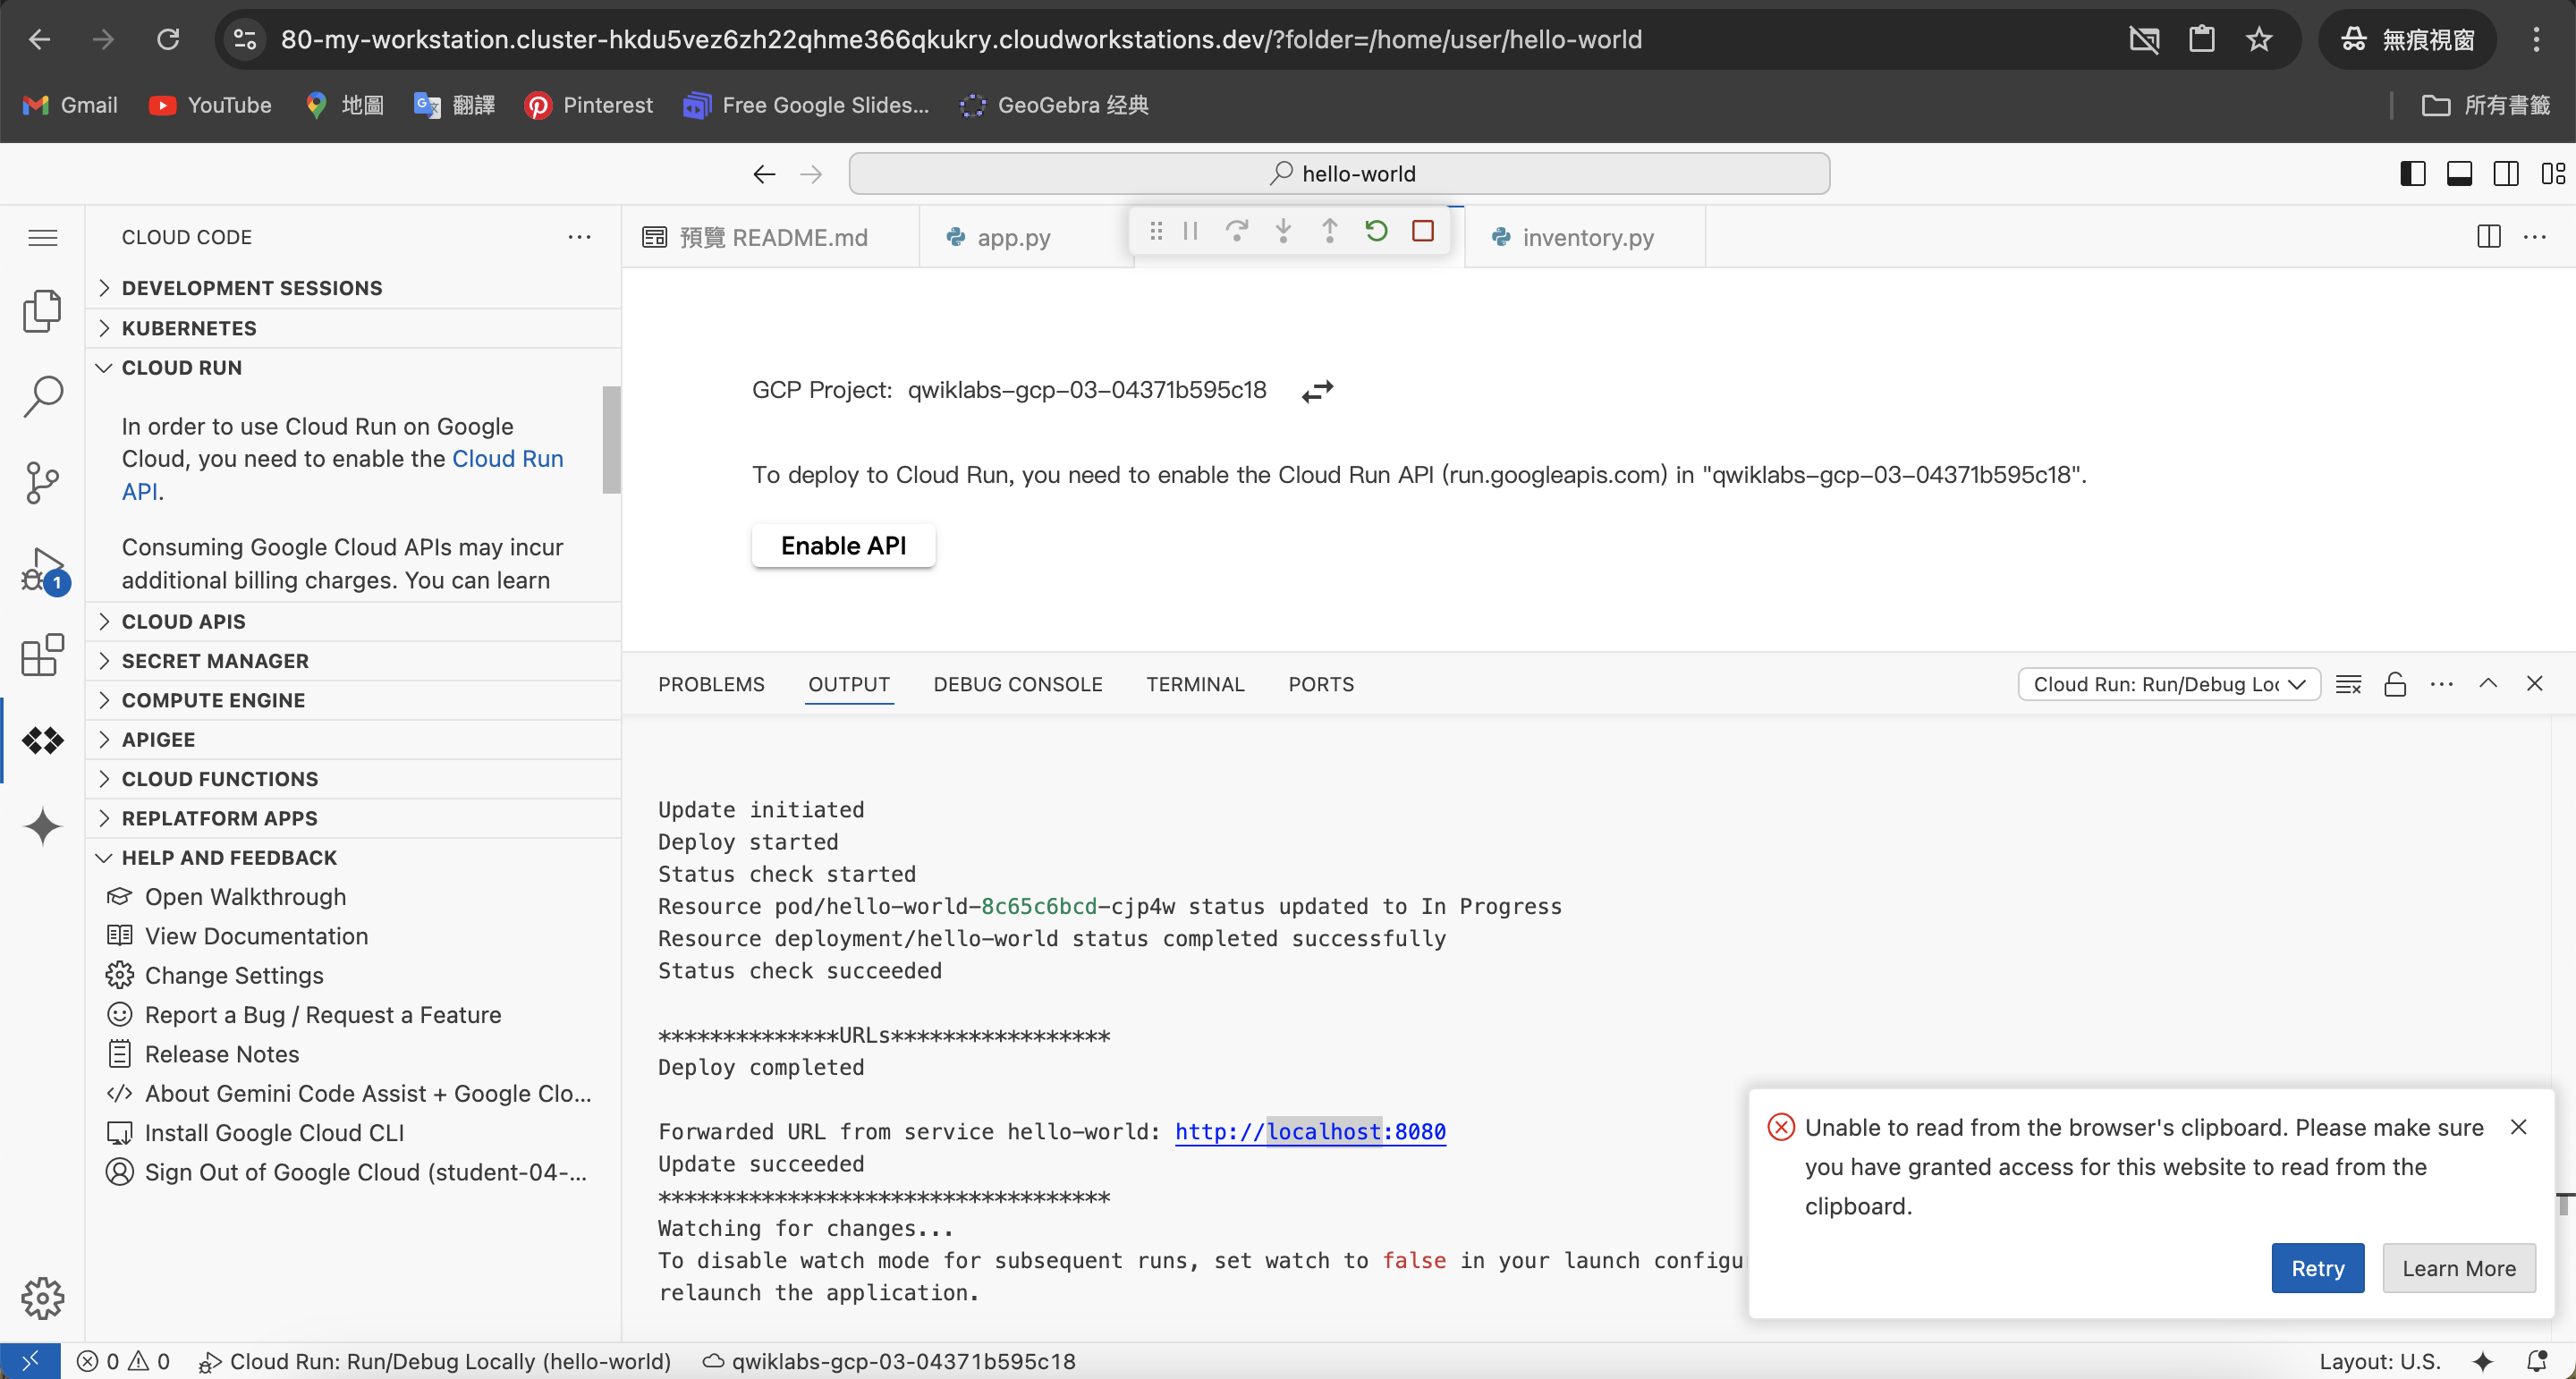 80-my-workstation.cluster-hkdu5vez6zh22qhme366qkukry.cloudworkstations.dev/?folder=/home/user/hello-world
無痕視窗
Gmail
YouTube
地圖
翻譯
Pinterest
Free Google Slides...
GeoGebra 经典
所有書籤
hello-world
CLOUD CODE
預覽 README.md
app.py
inventory.py
DEVELOPMENT SESSIONS
KUBERNETES
CLOUD RUN
In order to use Cloud Run on Google
Cloud, you need to enable the Cloud Run
API.
Consuming Google Cloud APIs may incur
additional billing charges. You can learn
CLOUD APIS
SECRET MANAGER
COMPUTE ENGINE
APIGEE
CLOUD FUNCTIONS
REPLATFORM APPS
HELP AND FEEDBACK
Open Walkthrough
View Documentation
Change Settings
Report a Bug / Request a Feature
Release Notes
About Gemini Code Assist + Google Clo...
Install Google Cloud CLI
Sign Out of Google Cloud (student-04-...
1
GCP Project: qwiklabs-gcp-03-04371b595c18
To deploy to Cloud Run, you need to enable the Cloud Run API (run.googleapis.com) in "qwiklabs-gcp-03-04371b595c18".
Enable API
PROBLEMS OUTPUT DEBUG CONSOLE TERMINAL PORTS
Cloud Run: Run/Debug Loc
Update initiated
Deploy started
Status check started
Resource pod/hello-world-8c65c6bcd-cjp4w status updated to In Progress
Resource deployment/hello-world status completed successfully
Status check succeeded
**************URLs*****************
Deploy completed
Forwarded URL from service hello-world: http://localhost:8080
Update succeeded
***********************************
Watching for changes...
To disable watch mode for subsequent runs, set watch to false in your launch configu
relaunch the application.
Unable to read from the browser's clipboard. Please make sure
you have granted access for this website to read from the
clipboard.
Retry
Learn More
0 0
Cloud Run: Run/Debug Locally (hello-world)
qwiklabs-gcp-03-04371b595c18
Layout: U.S.